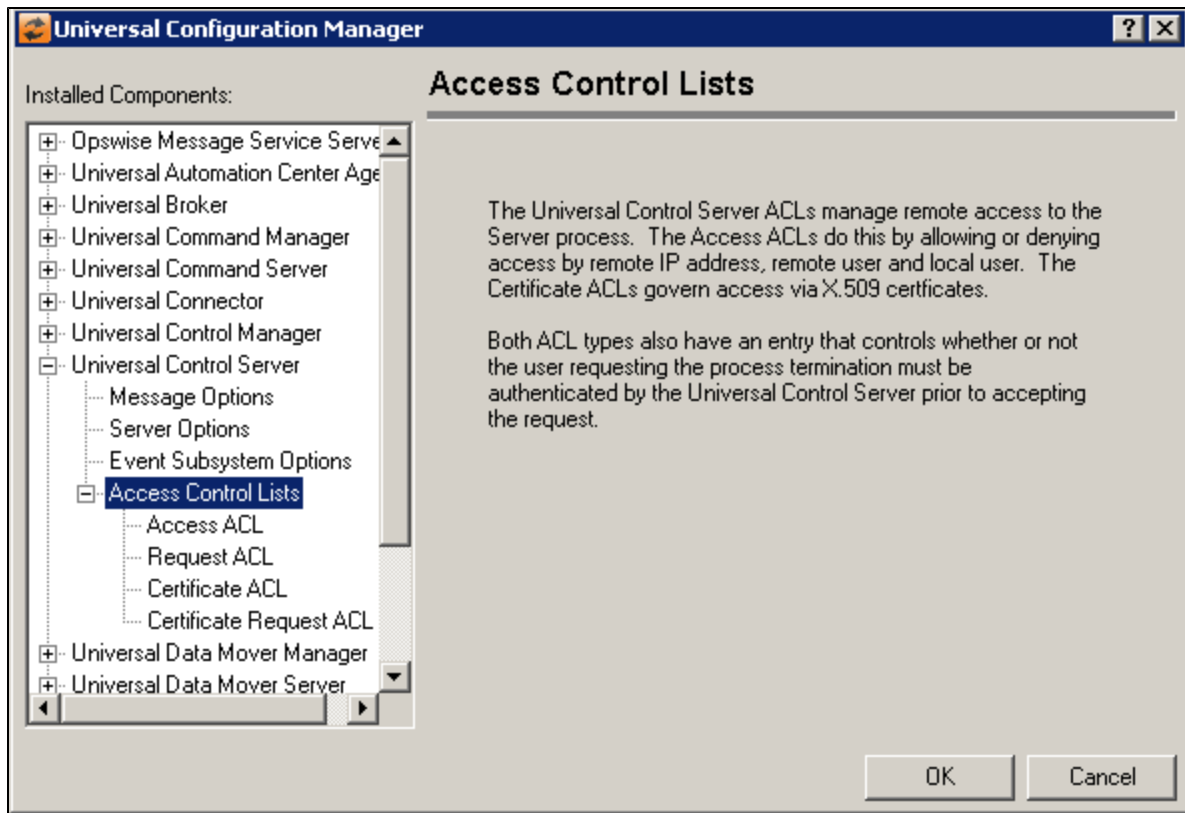 Universal Configuration Manager
Installed Components:
Opswise Message Service Serve
Universal Automation Center Age
Universal Broker
Universal Command Manager
Universal Command Server
Universal Connector
Universal Control Manager
Universal Control Server
Message Options
Server Options
Event Subsystem Options
Access Control Lists
Access ACL
Request ACL
Certificate ACL
Certificate Request ACL
Universal Data Mover Manager
Universal Data Mover Server
Access Control Lists
The Universal Control Server ACLs manage remote access to the
Server process. The Access ACLs do this by allowing or denying
access by remote IP address, remote user and local user. The
Certificate ACLs govern access via X.509 certficates.
Both ACL types also have an entry that controls whether or not
the user requesting the process termination must be
authenticated by the Universal Control Server prior to accepting
the request.
OK
Cancel